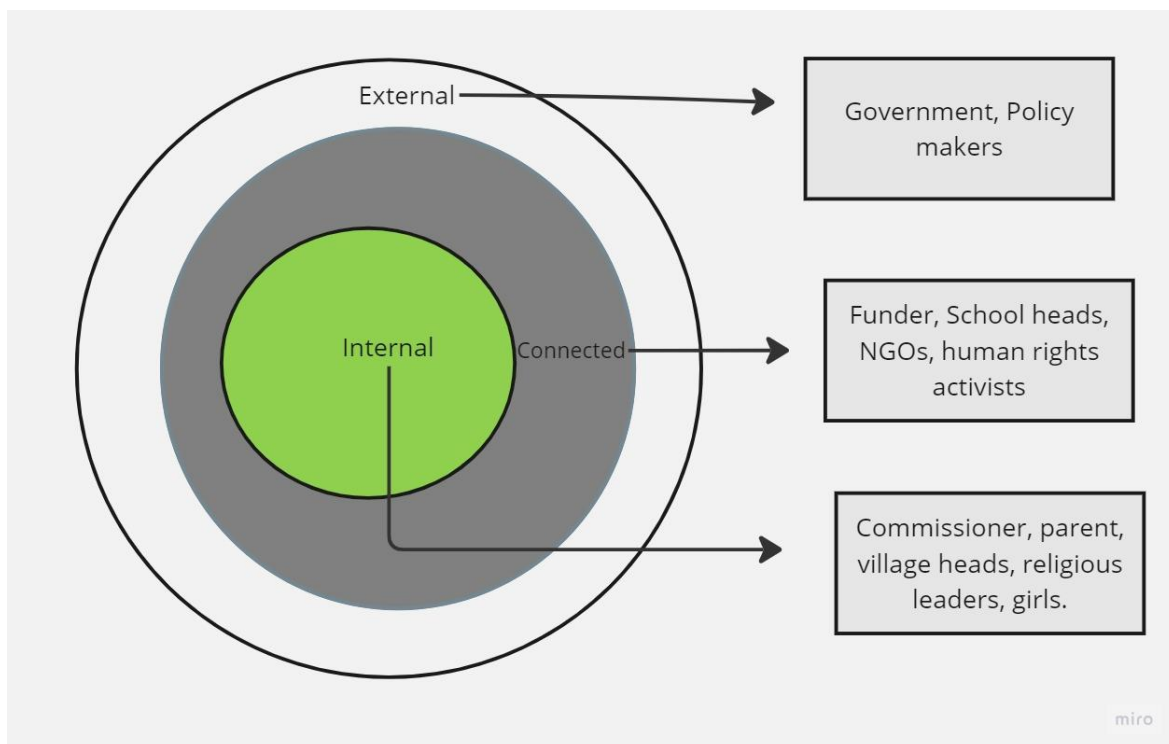 External
Government, Policy
makers
Internal
Connected
Funder, School heads,
NGOs, human rights
activists
Commissioner, parent,
village heads, religious
leaders, girls.
miro